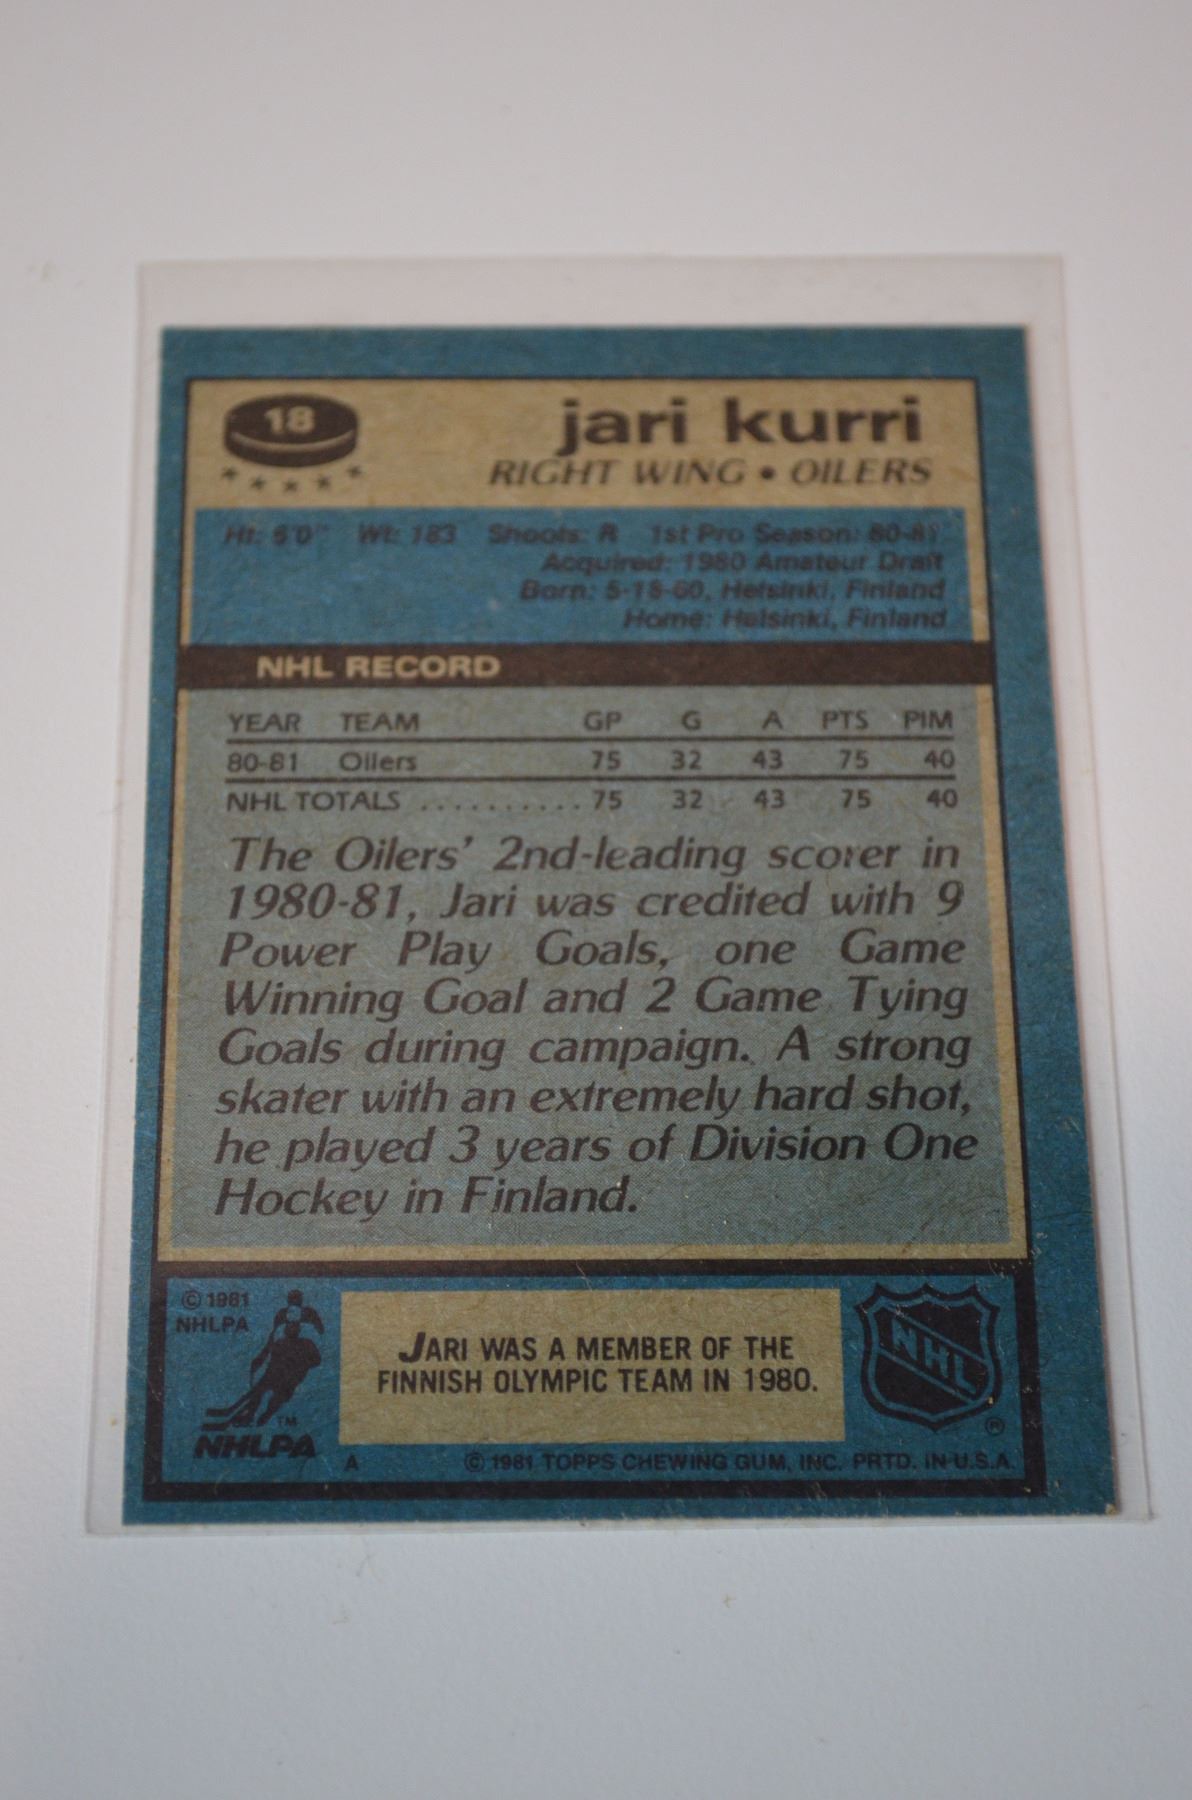 18
jari kurri
RIGHT WING • OILERS
Ht: 6'0" Wt: 183 Shoots: R 1st Pro Season: 80-81
Acquired: 1980 Amateur Draft
Born: 5-18-60, Helsinki, Finland
Home: Helsinki, Finland
NHL RECORD
YEAR TEAM GP G A PTS PIM
80-81 Oilers 75 32 43 75 40
NHL TOTALS .......... 75 32 43 75 40
The Oilers' 2nd-leading scorer in
1980-81, Jari was credited with 9
Power Play Goals, one Game
Winning Goal and 2 Game Tying
Goals during campaign. A strong
skater with an extremely hard shot,
he played 3 years of Division One
Hockey in Finland.
© 1981
NHLPA
TM
NHLPA
JARI WAS A MEMBER OF THE
FINNISH OLYMPIC TEAM IN 1980.
NHL
®
A © 1981 TOPPS CHEWING GUM, INC. PRTD. IN U.S.A.